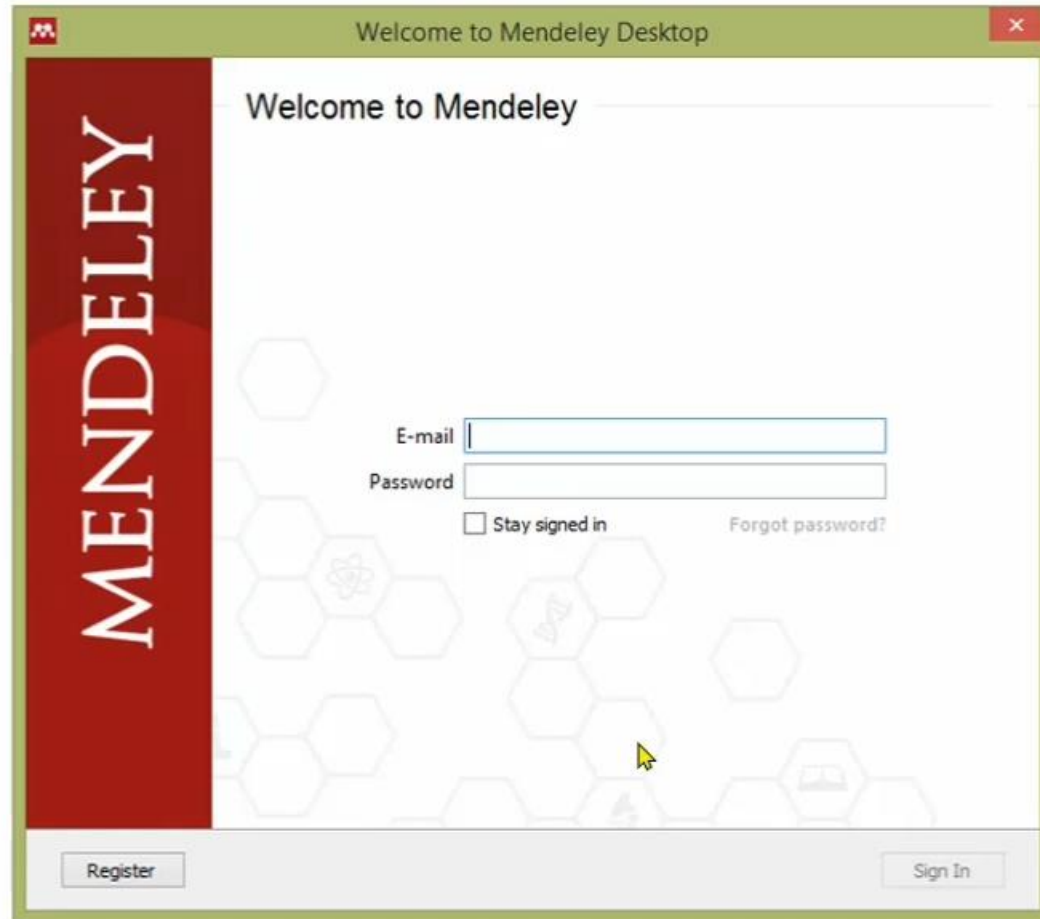 Welcome to Mendeley Desktop
MENDELEY
Welcome to Mendeley
E-mail
Password
Stay signed in Forgot password?
Register Sign In